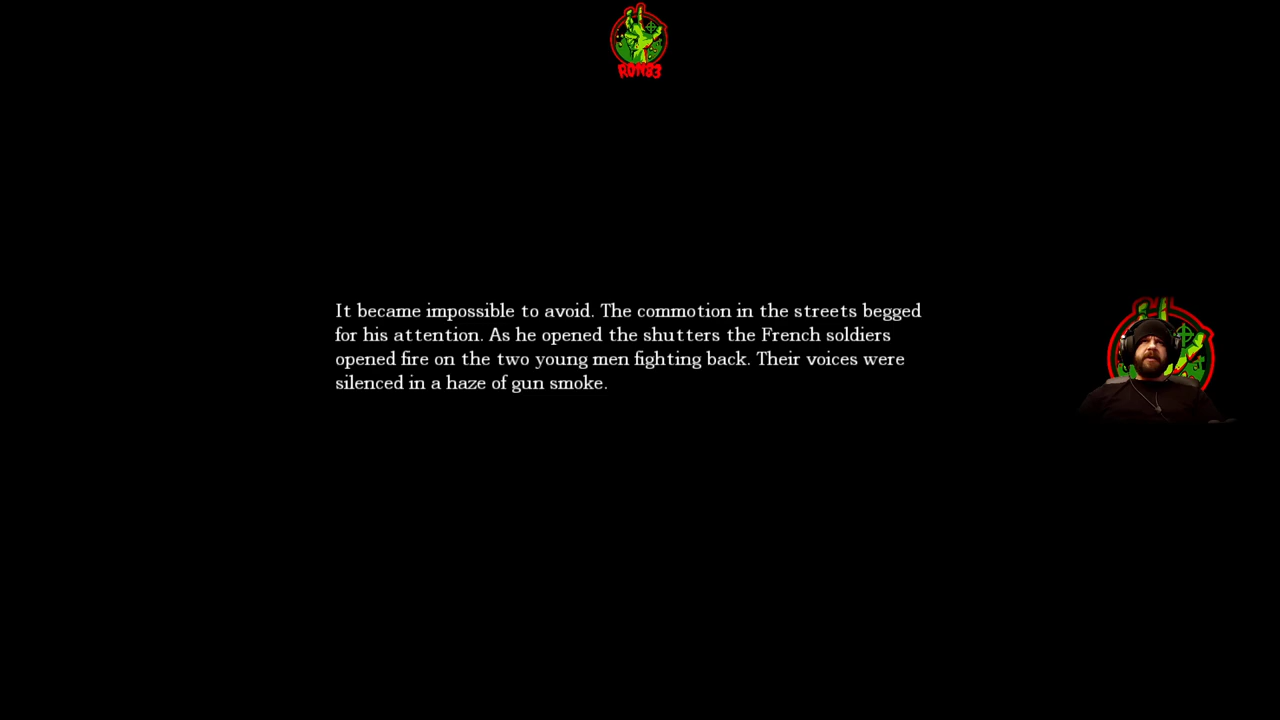 RON83
It became impossible to avoid. The commotion in the streets begged
for his attention. As he opened the shutters the French soldiers
opened fire on the two young men fighting back. Their voices were
silenced in a haze of gun smoke.